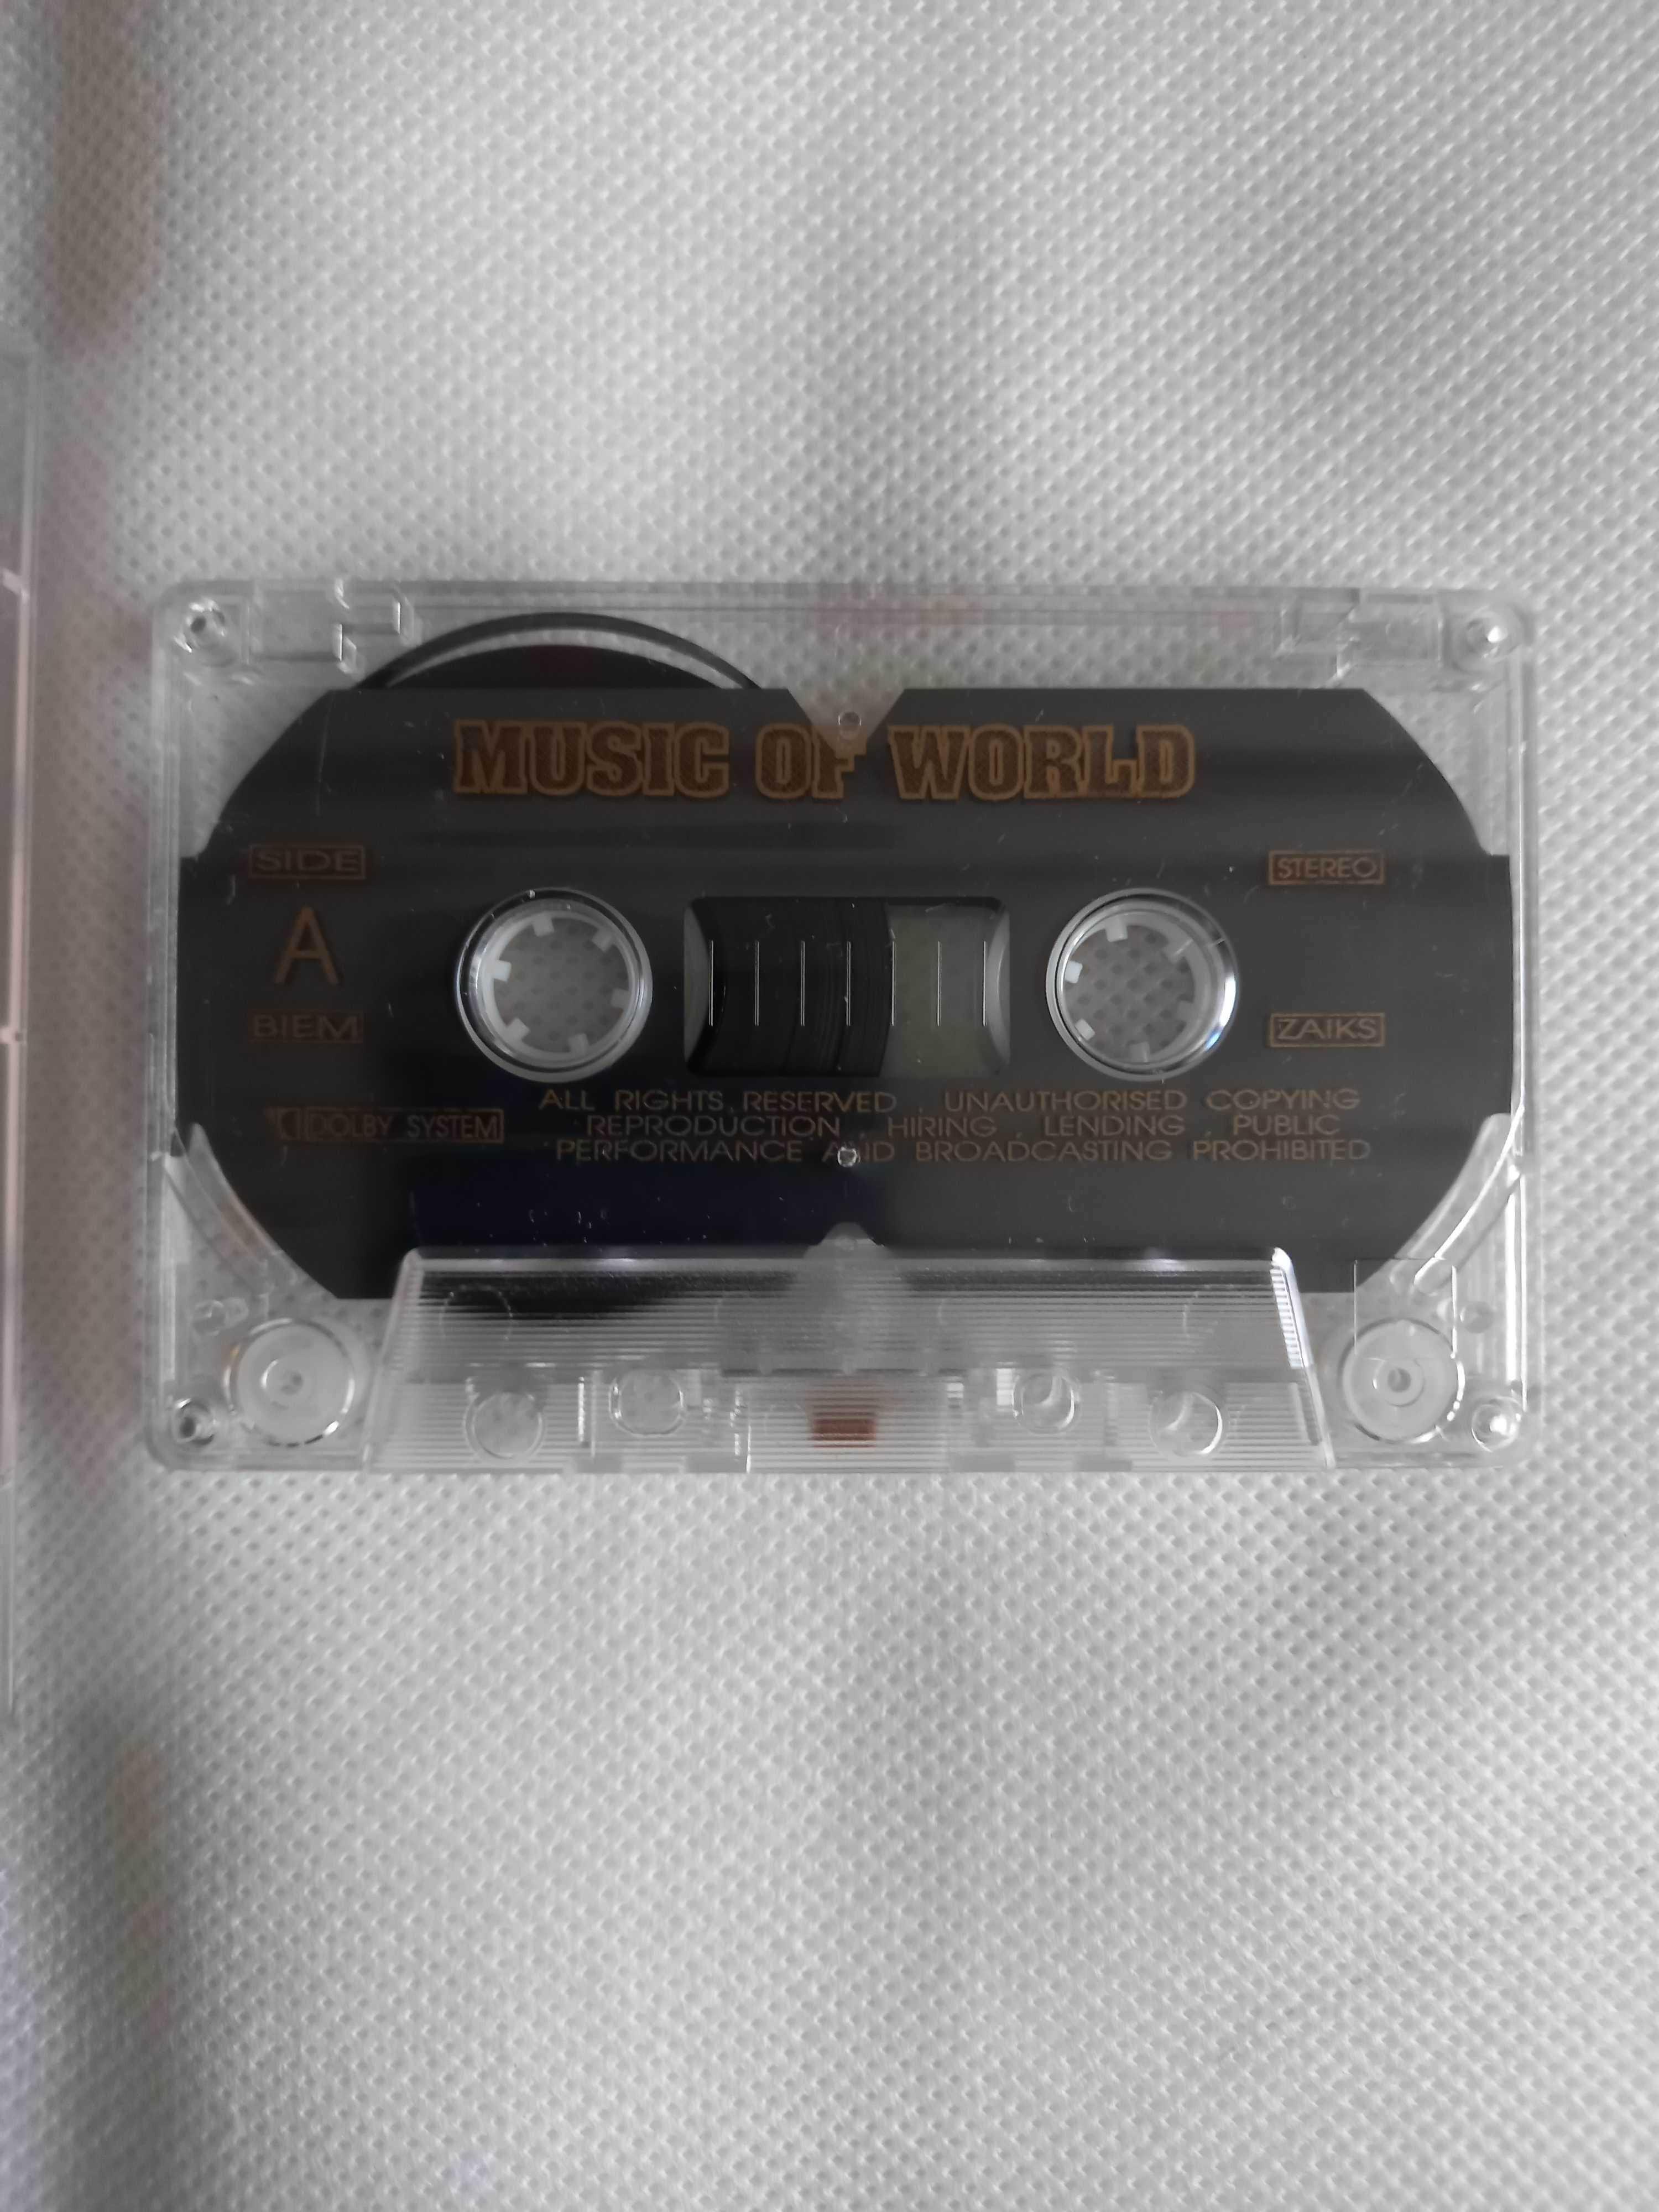 MUSIC OF WORLD
SIDE
STEREO
A
BIEM
ZAIKS
DOLBY SYSTEM
ALL RIGHTS RESERVED . UNAUTHORISED COPYING
REPRODUCTION . HIRING . LENDING . PUBLIC
PERFORMANCE AND BROADCASTING PROHIBITED